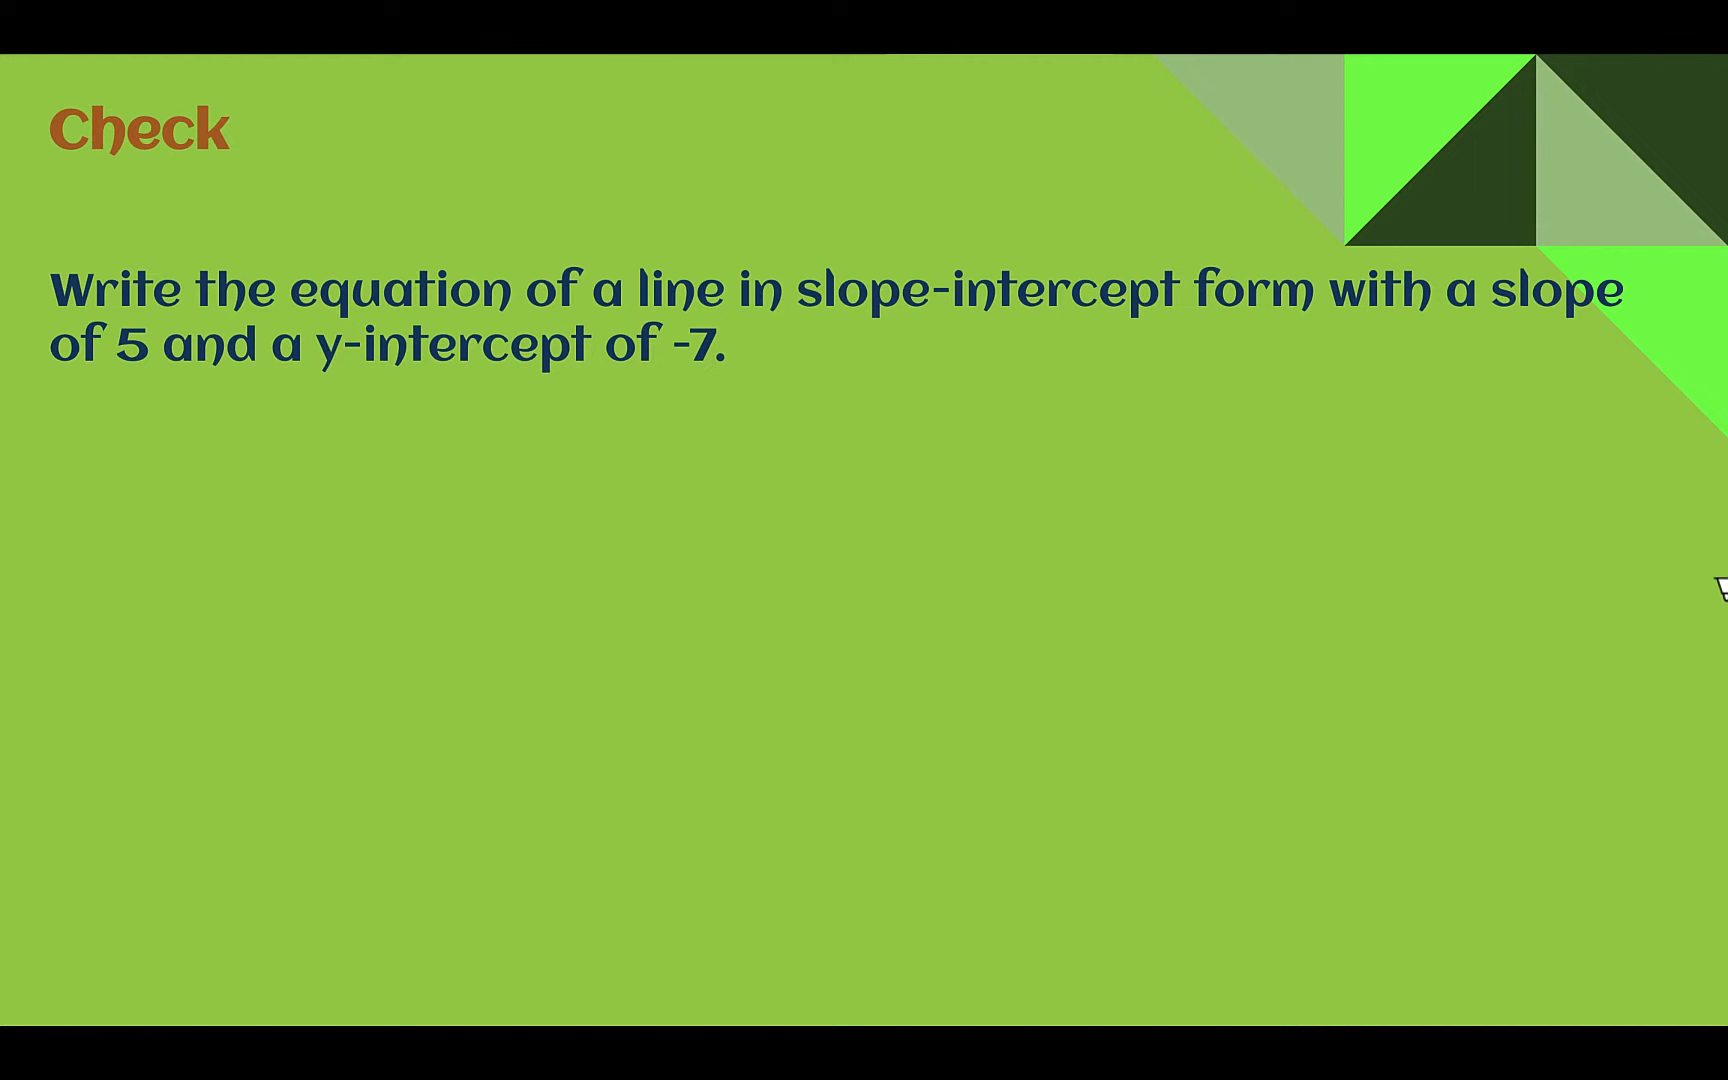 Check
Write the equation of a line in slope-intercept form with a slope
of 5 and a y-intercept of -7.